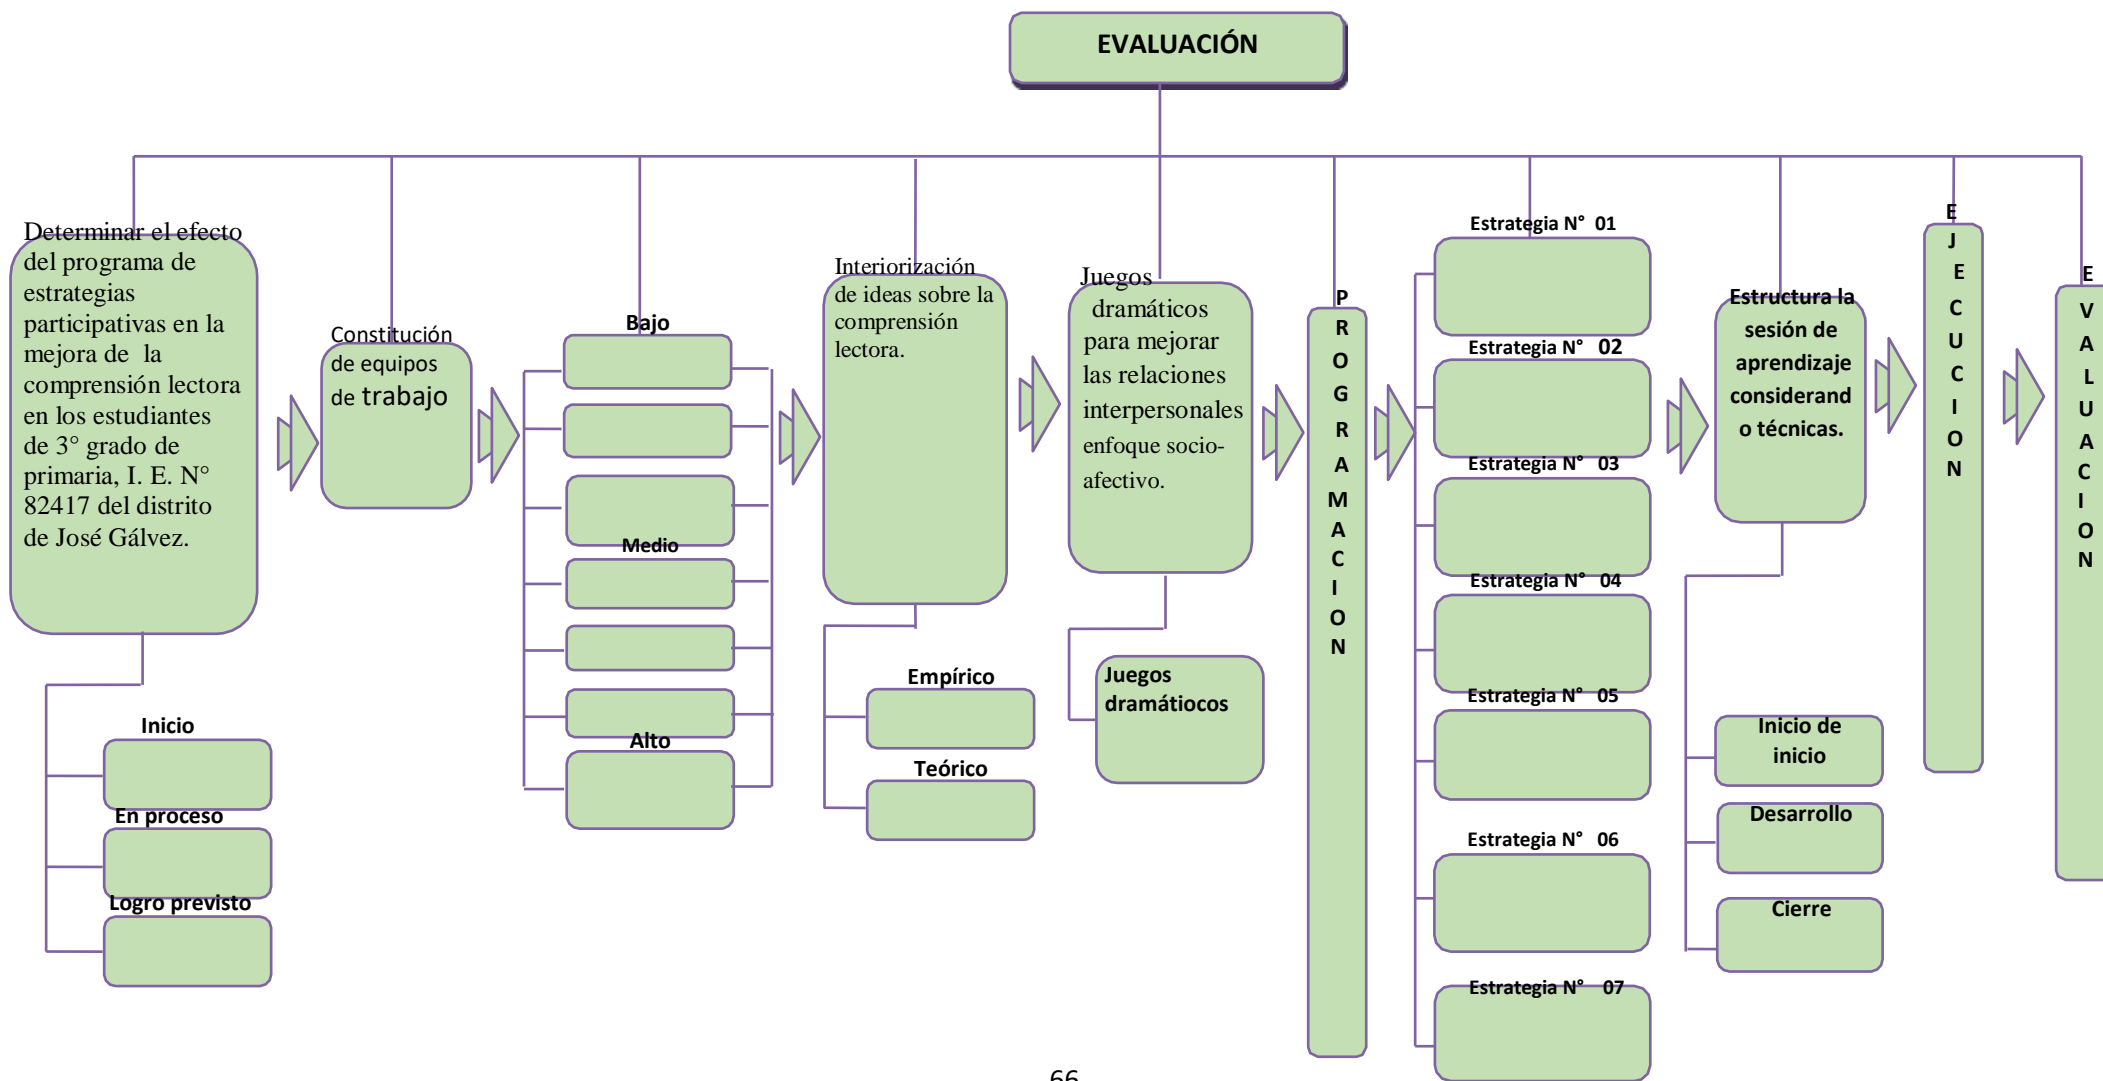 EVALUACIÓN
Determinar el efecto
del programa de
estrategias
participativas en la
mejora de la
comprensión lectora
en los estudiantes
de 3° grado de
primaria, I. E. N°
82417 del distrito
de José Gálvez.
Inicio
En proceso
Logro previsto
Constitución
de equipos
de trabajo
Bajo
Medio
Alto
Interiorización
de ideas sobre la
comprensión
lectora.
Empírico
Teórico
Juegos
dramáticos
para mejorar
las relaciones
interpersonales
enfoque socio-
afectivo.
Juegos
dramátiocos
P
R
O
G
R
A
M
A
C
I
O
N
Estrategia N° 01
Estrategia N° 02
Estrategia N° 03
Estrategia N° 04
Estrategia N° 05
Estrategia N° 06
Estrategia N° 07
Estructura la
sesión de
aprendizaje
considerand
o técnicas.
Inicio de
inicio
Desarrollo
Cierre
E
J
E
C
U
C
I
O
N
E
V
A
L
U
A
C
I
O
N
66